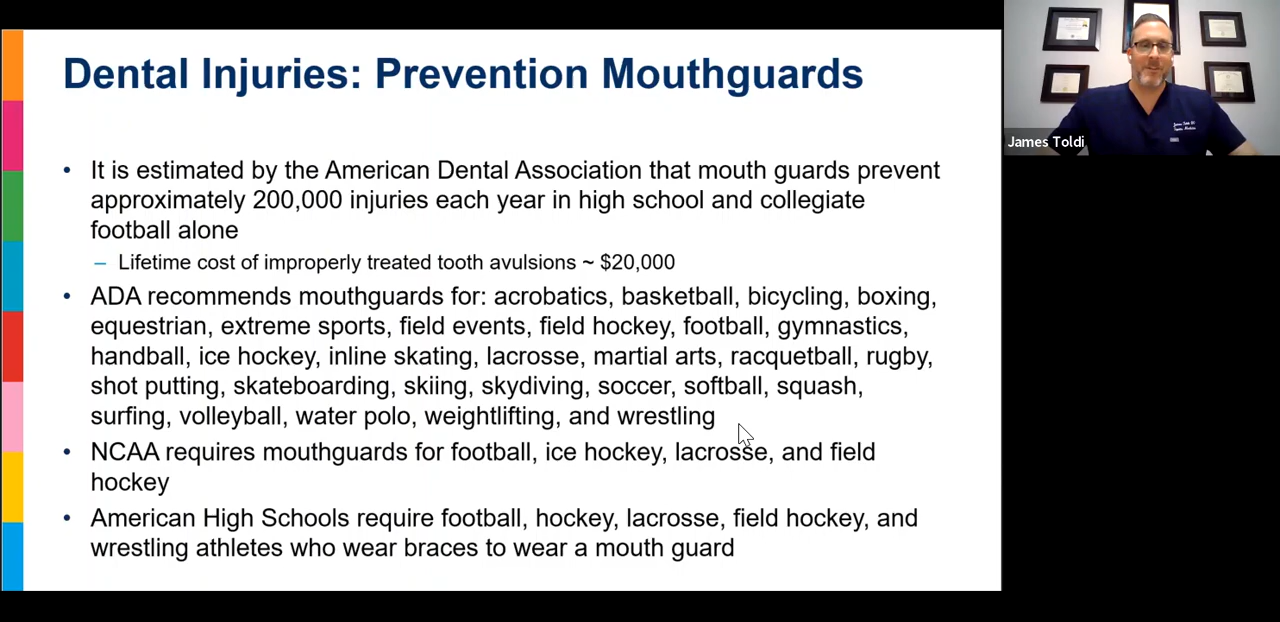 Dental Injuries: Prevention Mouthguards
• It is estimated by the American Dental Association that mouth guards prevent
approximately 200,000 injuries each year in high school and collegiate
football alone
– Lifetime cost of improperly treated tooth avulsions ~ $20,000
• ADA recommends mouthguards for: acrobatics, basketball, bicycling, boxing,
equestrian, extreme sports, field events, field hockey, football, gymnastics,
handball, ice hockey, inline skating, lacrosse, martial arts, racquetball, rugby,
shot putting, skateboarding, skiing, skydiving, soccer, softball, squash,
surfing, volleyball, water polo, weightlifting, and wrestling
• NCAA requires mouthguards for football, ice hockey, lacrosse, and field
hockey
• American High Schools require football, hockey, lacrosse, field hockey, and
wrestling athletes who wear braces to wear a mouth guard
James Toldi